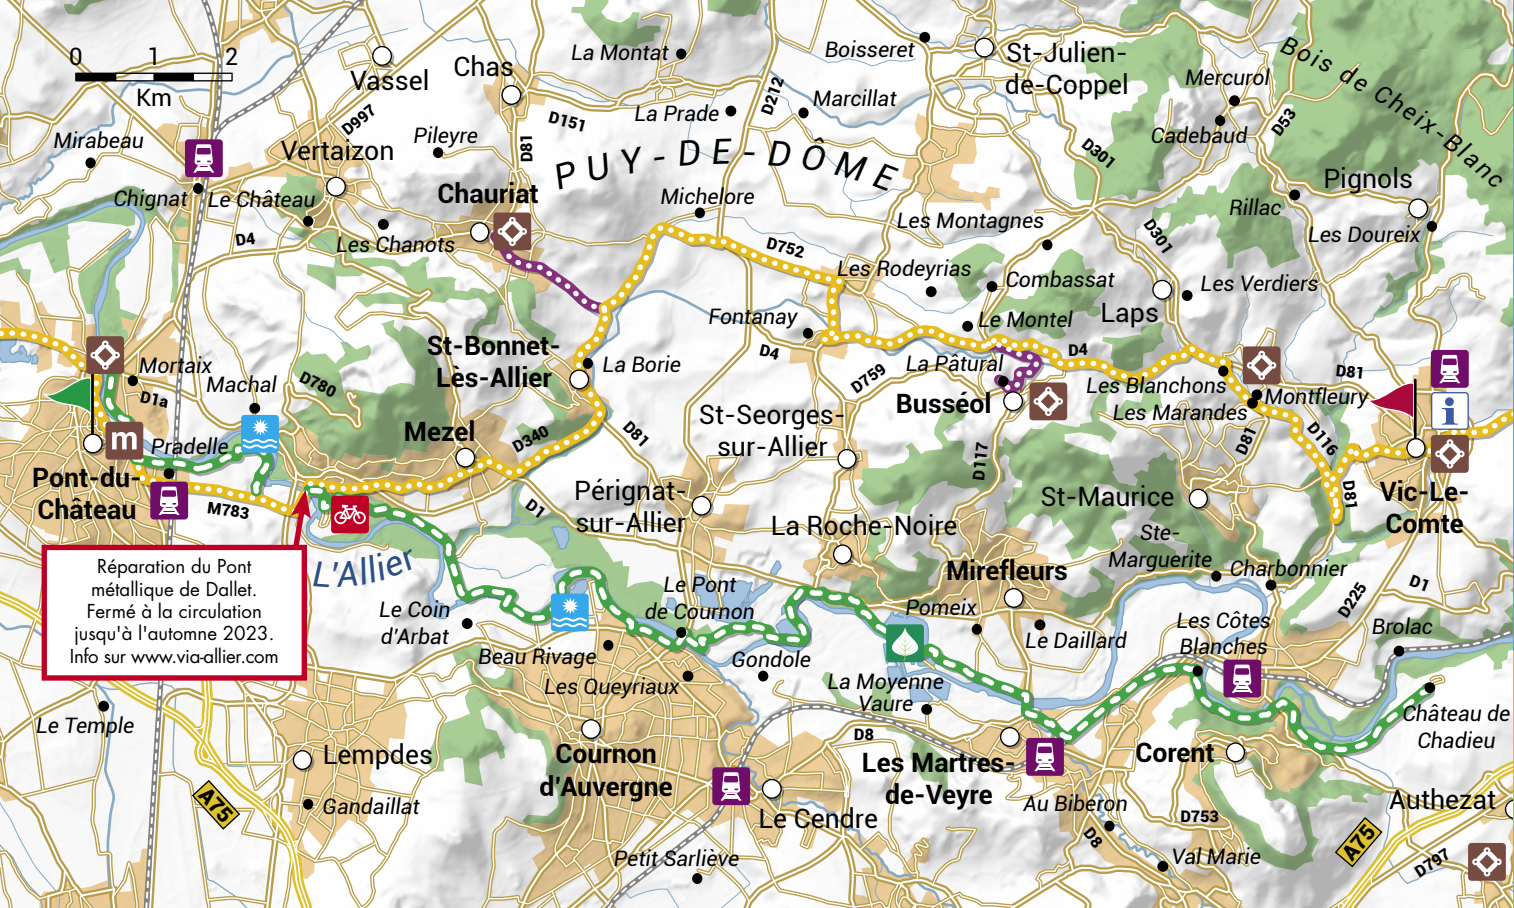 0 1 2
Km
Vassel
Chas
La Montat
Boisseret
St-Julien-
de-Coppel
Bois de Cheix-Blanc
Mercurol
D53
Cadebaud
Mirabeau
D997
Vertaizon
Pileyre
D151
D81
La Prade
D212
Marcillat
PUY-DE-DÔME
D301
Pignols
Chignat
Le Château
Chauriat
Michelore
Les Montagnes
Rillac
Les Doureix
D4
Les Chanots
D752
Les Rodeyrias
Combassat
D301
Les Verdiers
Laps
Fontanay
Le Montel
St-Bonnet-
Lès-Allier
La Borie
D4
La Pâtural
D4
D81
Mortaix
Machal
D1a
D780
D759
Busséol
Les Blanchons
Les Marandes
Montfleury
Mezel
D340
D81
St-Seorges-
sur-Allier
D117
D81
D116
m
Pradelle
Pont-du-
Château
M783
D1
Pérignat-
sur-Allier
St-Maurice
D81
i
Vic-Le-
Comte
Réparation du Pont
métallique de Dallet.
Fermé à la circulation
jusqu'à l'automne 2023.
Info sur www.via-allier.com
L'Allier
La Roche-Noire
Ste-
Marguerite
Charbonnier
Mirefleurs
Le Coin
d'Arbat
Le Pont
de Cournon
Pomeix
Le Daillard
Les Côtes
Blanches
D225
D1
Brolac
Beau Rivage
Gondole
Les Queyriaux
La Moyenne
Vaure
Château de
Chadieu
Le Temple
Lempdes
Cournon
d'Auvergne
D8
Les Martres-
de-Veyre
Corent
A75
Gandaillat
Le Cendre
Au Biberon
D753
Authezat
D8
A75
Petit Sarliève
Val Marie
D797